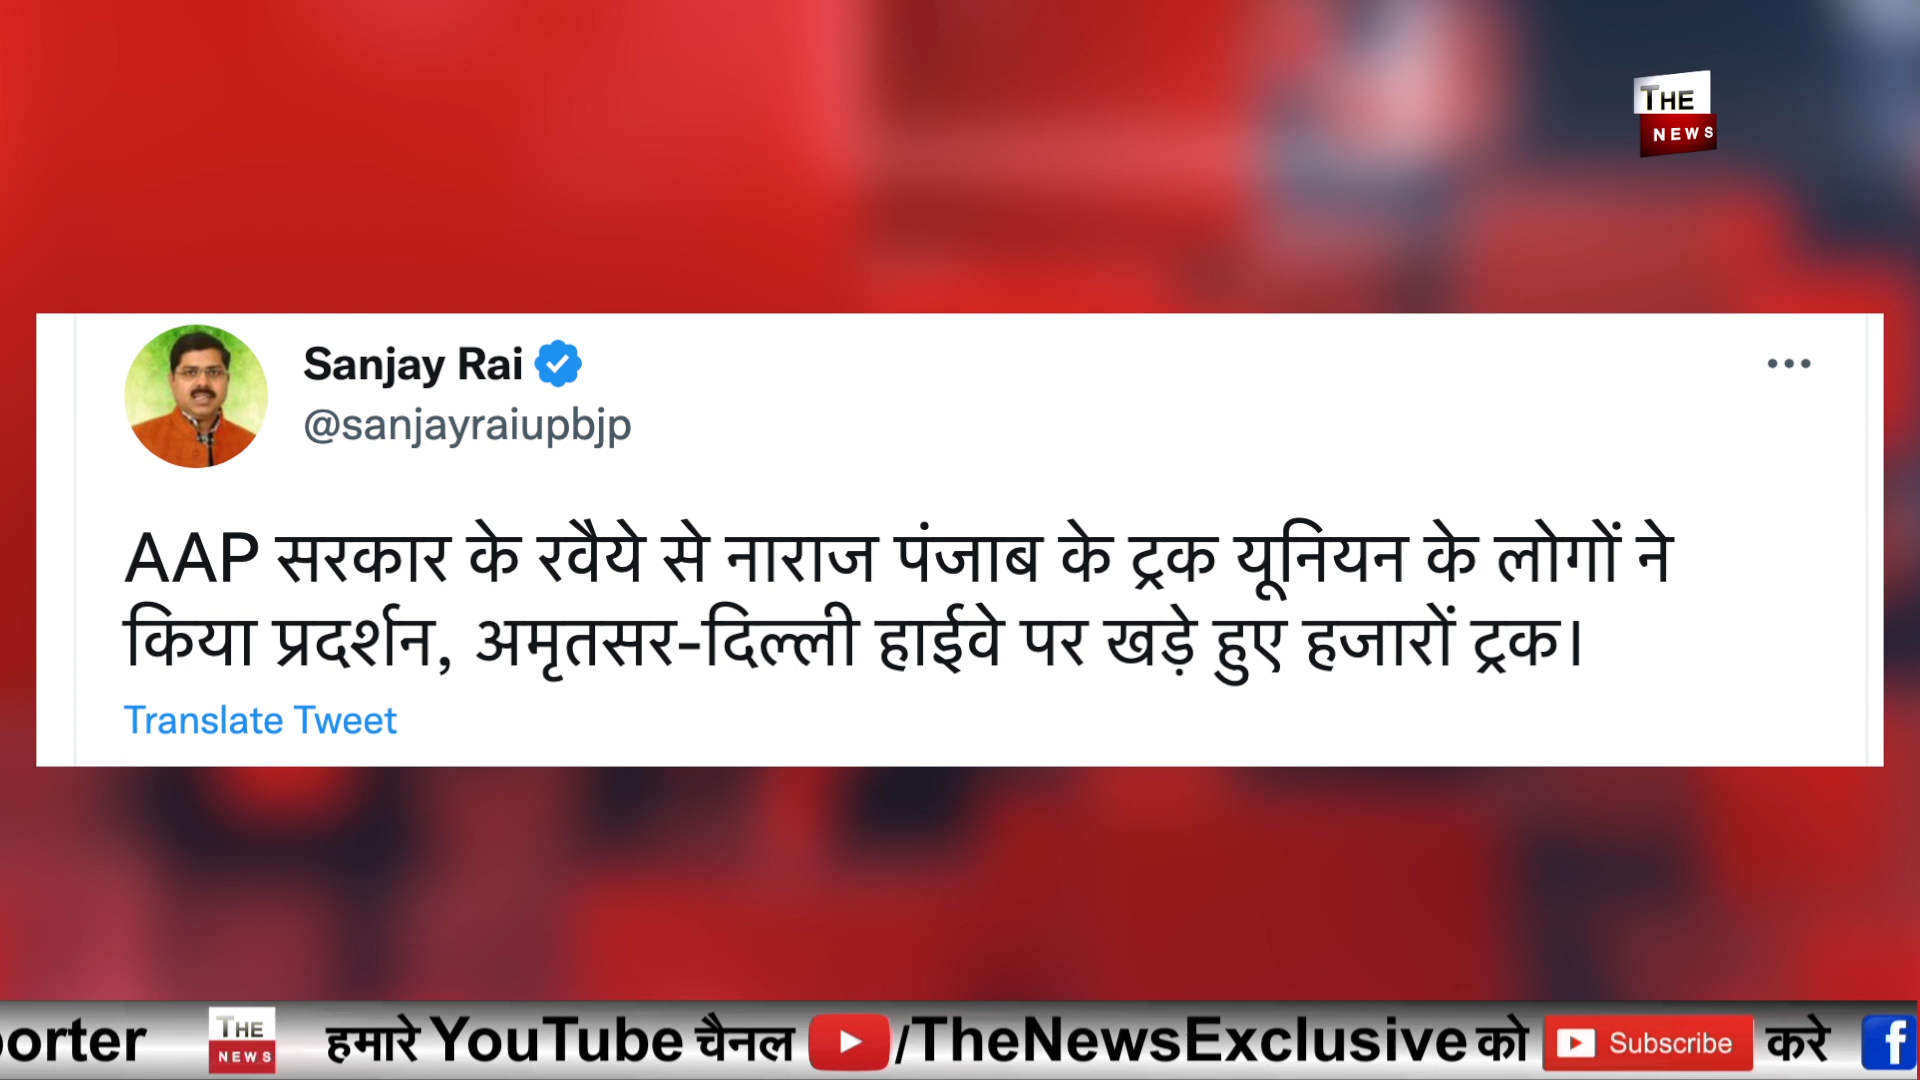 THE
NEWS
Sanjay Rai
@sanjayraiupbjp
AAP सरकार के रवैये से नाराज पंजाब के ट्रक यूनियन के लोगों ने
किया प्रदर्शन, अमृतसर-दिल्ली हाईवे पर खड़े हुए हजारों ट्रक।
Translate Tweet
porter THE NEWS हमारे YouTube चैनल /TheNewsExclusive को Subscribe करे f